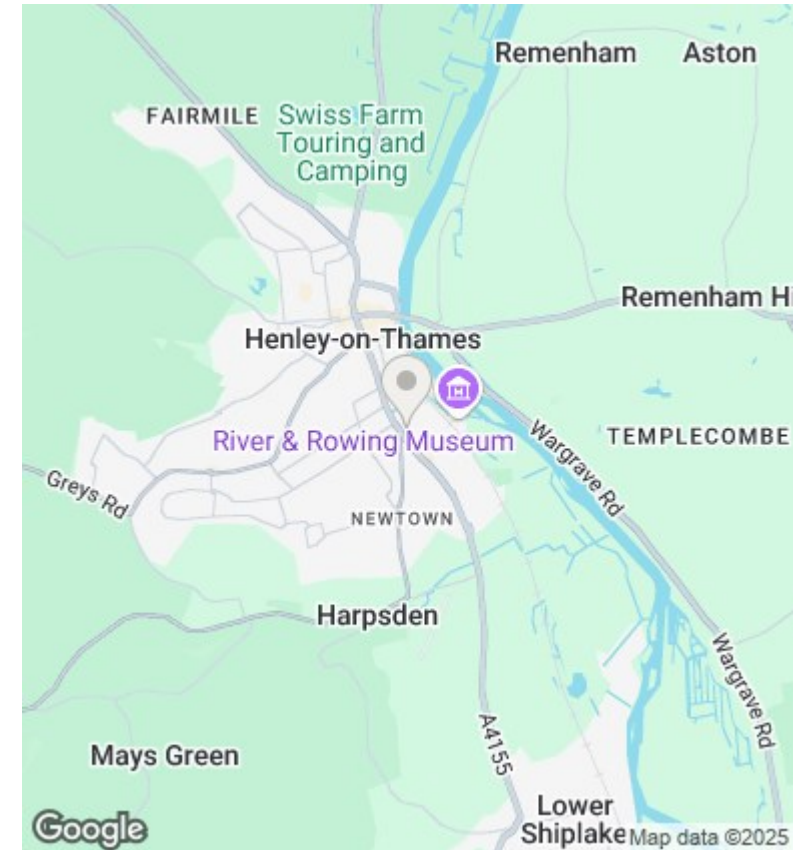 Remenham
Aston
FAIRMILE
Swiss Farm
Touring and
Camping
Remenham Hi
Henley-on-Thames
River & Rowing Museum
Wargrave Rd
TEMPLECOMBE
Greys Rd
NEWTOWN
Harpsden
Wargrave Rd
A4155
Mays Green
Lower
Shiplake
Google
Map data ©2025